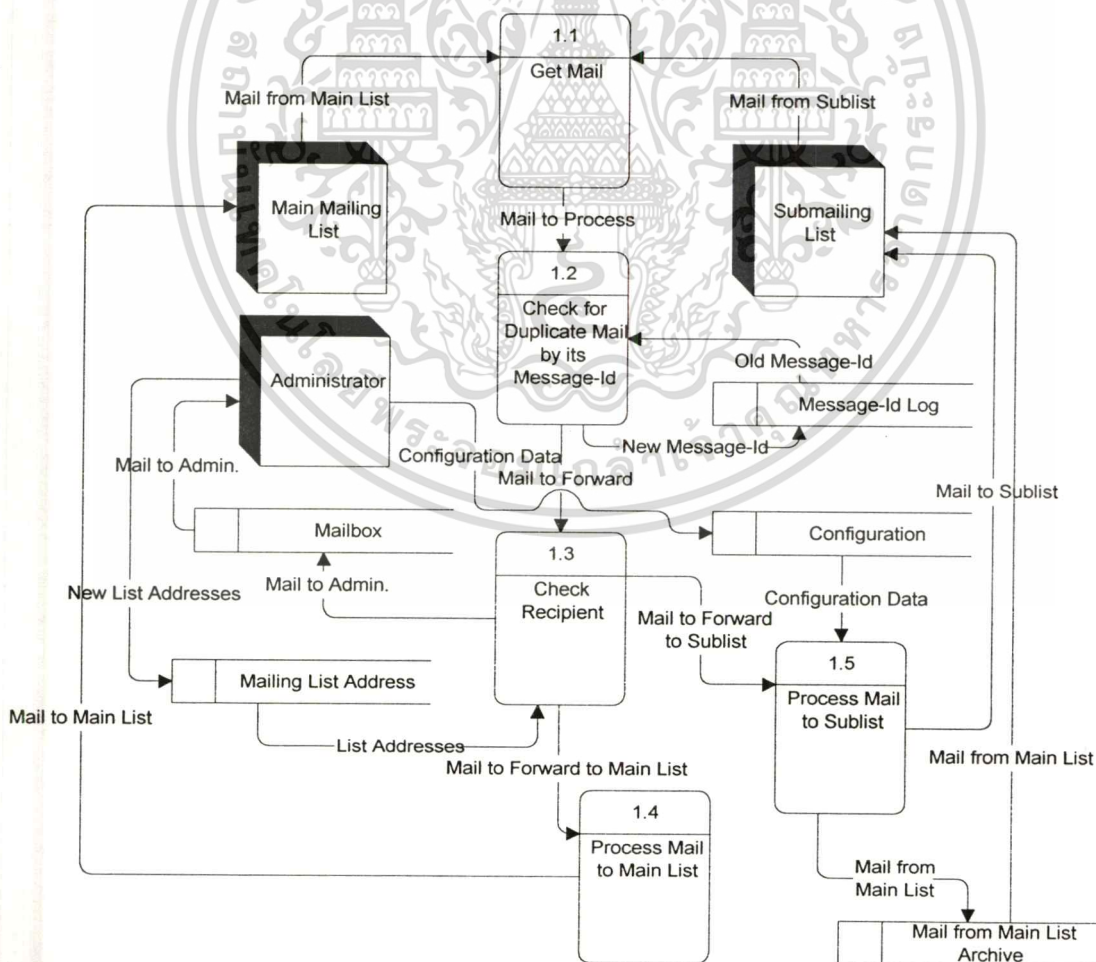 1.1
Get Mail
Mail from Main List
Mail from Sublist
Main Mailing
List
Submailing
List
Mail to Process
1.2
Check for
Duplicate Mail
by its
Message-Id
Old Message-Id
Message-Id Log
New Message-Id
Administrator
Configuration Data
Mail to Forward
Mail to Admin.
Mail to Sublist
Mailbox
Configuration
1.3
Check
Recipient
Mail to Admin.
New List Addresses
Configuration Data
Mail to Forward
to Sublist
1.5
Process Mail
to Sublist
Mailing List Address
Mail to Main List
List Addresses
Mail to Forward to Main List
Mail from Main List
1.4
Process Mail
to Main List
Mail from
Main List
Mail from Main List
Archive